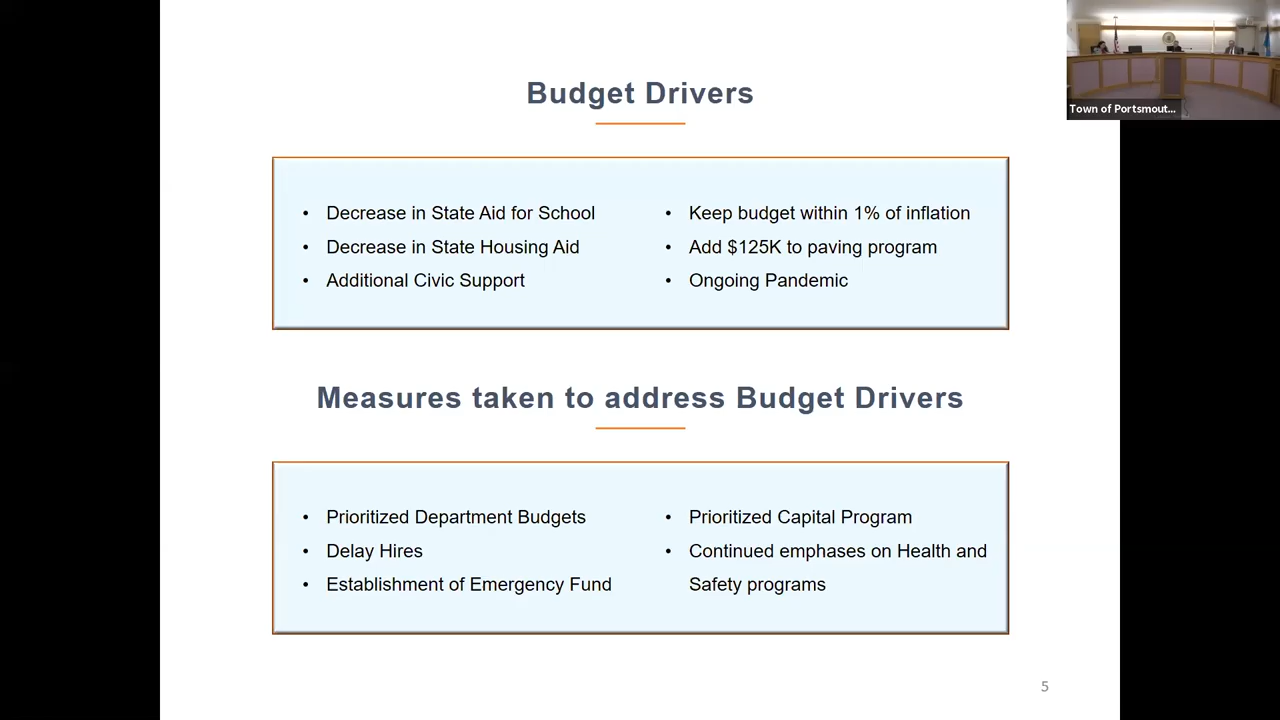 Budget Drivers
• Decrease in State Aid for School
• Decrease in State Housing Aid
• Additional Civic Support
• Keep budget within 1% of inflation
• Add $125K to paving program
• Ongoing Pandemic
Measures taken to address Budget Drivers
• Prioritized Department Budgets
• Delay Hires
• Establishment of Emergency Fund
• Prioritized Capital Program
• Continued emphases on Health and
Safety programs
5
Town of Portsmout...